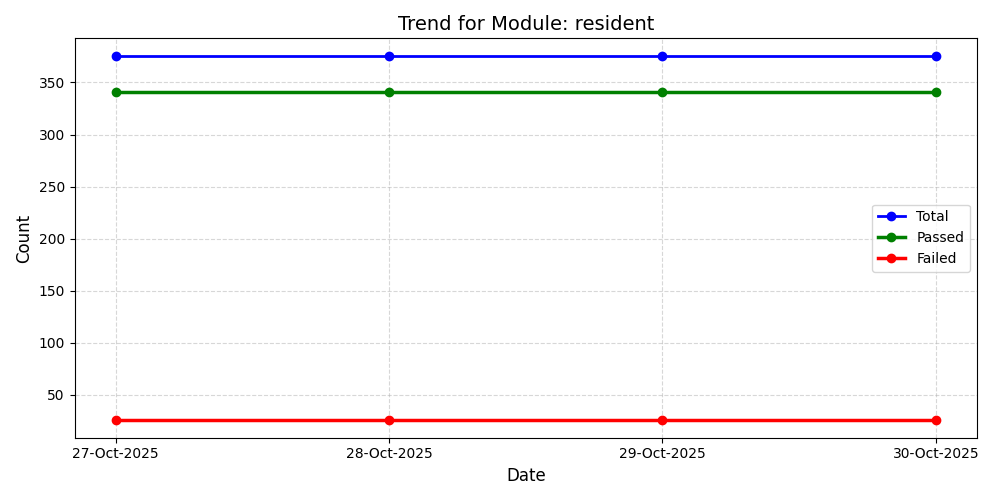 Trend for Module: resident
Count
350
300
250
200
150
100
50
Total
Passed
Failed
27-Oct-2025 28-Oct-2025 29-Oct-2025 30-Oct-2025
Date